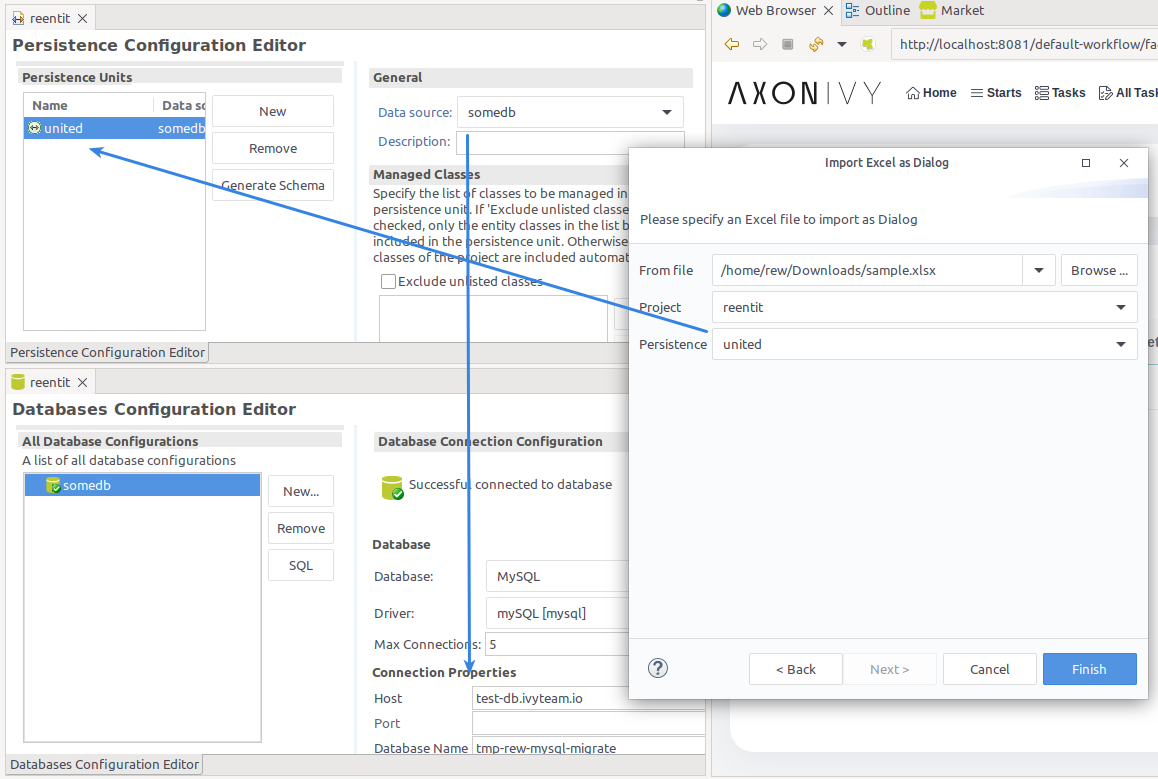 reentit
Persistence Configuration Editor
Persistence Units
Name Data sc
united somedb
New
Remove
Generate Schema
General
Data source: somedb
Description:
Managed Classes
Specify the list of classes to be managed in
persistence unit. If 'Exclude unlisted classe
checked, only the entity classes in the list b
included in the persistence unit. Otherwise
classes of the project are included automat
Exclude unlisted classes
Persistence Configuration Editor
reentit
Databases Configuration Editor
All Database Configurations
A list of all database configurations
somedb
New...
Remove
SQL
Database Connection Configuration
Successful connected to database
Database
Database: MySQL
Driver: mySQL [mysql]
Max Connections: 5
Connection Properties
Host test-db.ivyteam.io
Port
Database Name tmp-rew-mysql-migrate
Databases Configuration Editor
Web Browser Outline Market
http://localhost:8081/default-workflow/fa
AXONIVY Home Starts Tasks All Task
Import Excel as Dialog
Please specify an Excel file to import as Dialog
From file /home/rew/Downloads/sample.xlsx Browse ...
Project reentit
Persistence united
? < Back Next > Cancel Finish